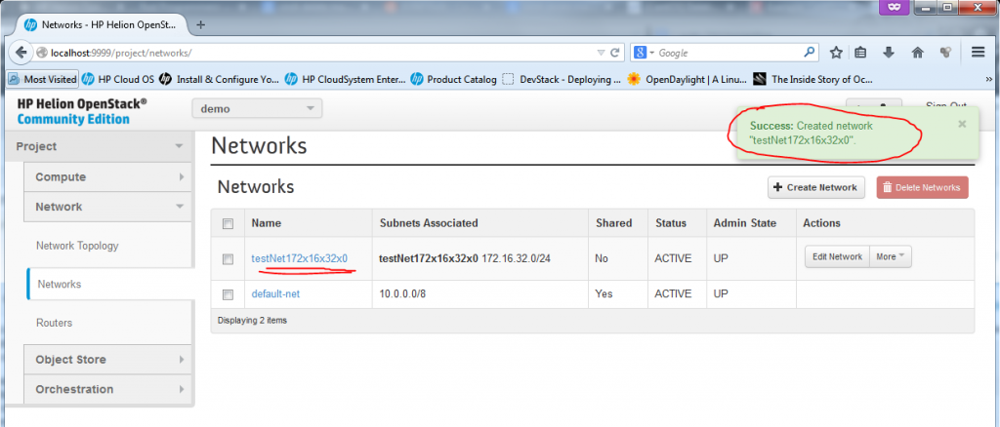 Networks - HP Helion OpenSt...
localhost:9999/project/networks/
Google
Most Visited HP Cloud OS Install & Configure Yo... HP CloudSystem Enter... Product Catalog DevStack - Deploying ... OpenDaylight | A Linu... The Inside Story of Oc...
HP Helion OpenStack®
Community Edition
demo
Sign Out
Success: Created network
"testNet172x16x32x0".
Project
Compute
Network
Network Topology
Networks
Routers
Object Store
Orchestration
Networks
Networks
Create Network Delete Networks
Name Subnets Associated Shared Status Admin State Actions
testNet172x16x32x0 testNet172x16x32x0 172.16.32.0/24 No ACTIVE UP Edit Network More
default-net 10.0.0.0/8 Yes ACTIVE UP
Displaying 2 items